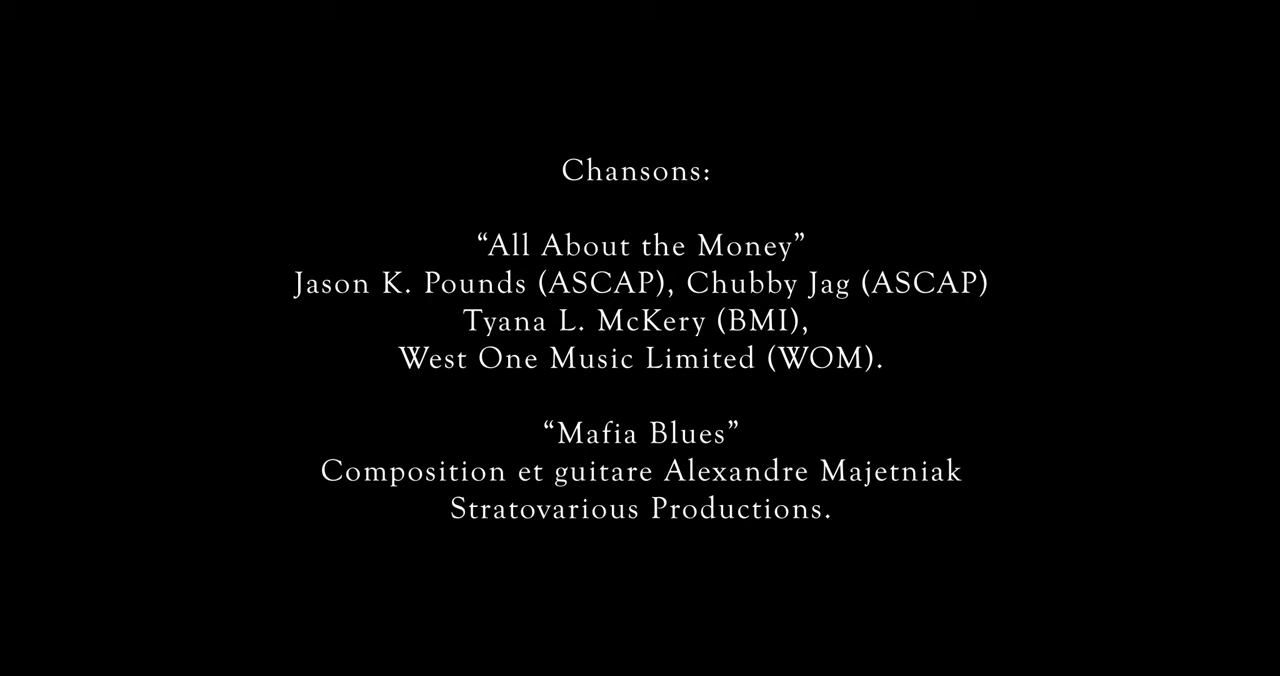 Chansons:
“All About the Money”
Jason K. Pounds (ASCAP), Chubby Jag (ASCAP)
Tyana L. McKery (BMI),
West One Music Limited (WOM).
“Mafia Blues”
Composition et guitare Alexandre Majetniak
Stratovarious Productions.